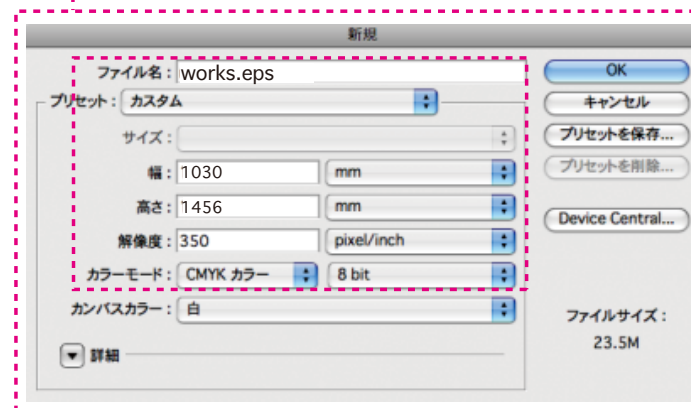 新規
ファイル名： works.eps
OK
プリセット： カスタム
キャンセル
サイズ：
プリセットを保存...
幅： 1030 mm
プリセットを削除...
高さ： 1456 mm
Device Central...
解像度： 350 pixel/inch
カラーモード： CMYK カラー 8 bit
カンバスカラー： 白
ファイルサイズ：
23.5M
詳細